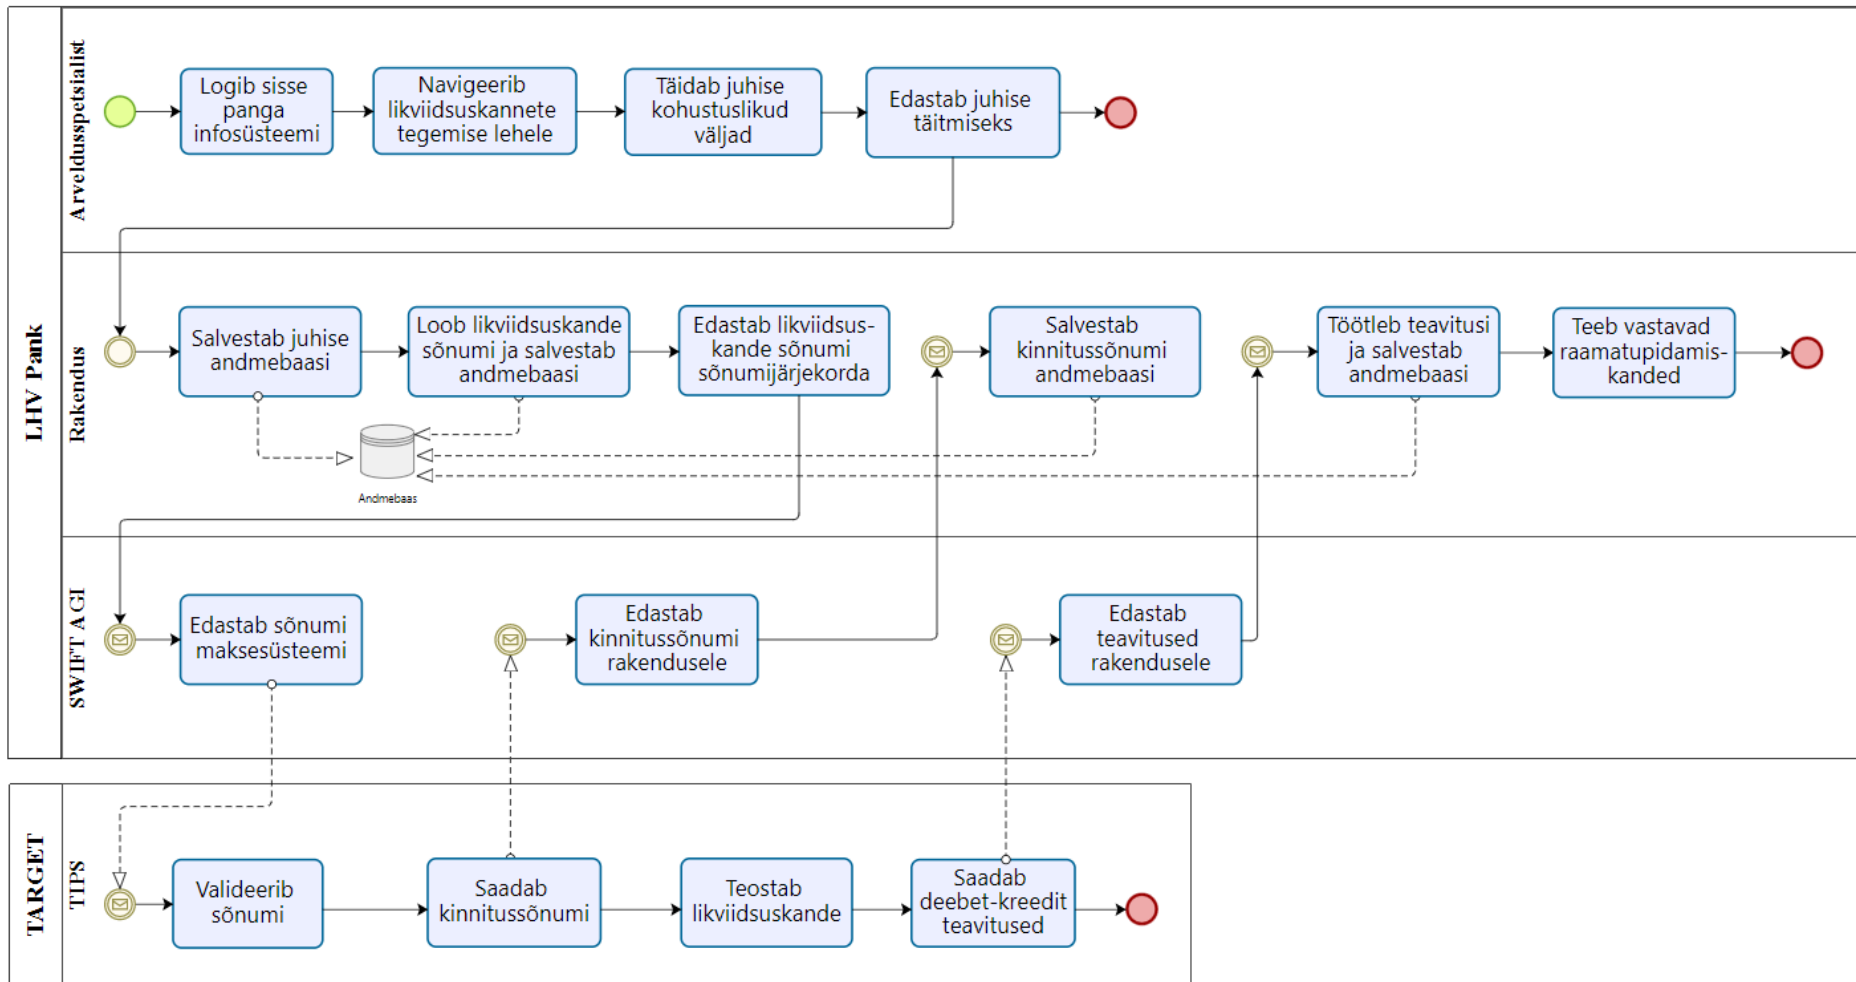 LHV Pank
Arveldusspetsialist
Logib sisse
panga
infosüsteemi
Navigeerib
likviidsuskannete
tegemise lehele
Täidab juhise
kohustuslikud
väljad
Edastab juhise
täitmiseks
Rakendus
Salvestab juhise
andmebaasi
Loob likviidsuskande
sõnumi ja salvestab
andmebaasi
Edastab likviidsus-
kande sõnumi
sõnumijärjekorda
Salvestab
kinnitussõnumi
andmebaasi
Töötleb teavitusi
ja salvestab
andmebaasi
Teeb vastavad
raamatupidamis-
kanded
Andmebaas
SWIFT AGI
Edastab sõnumi
maksesüsteemi
Edastab
kinnitussõnumi
rakendusele
Edastab
teavitused
rakendusele
TARGET
TIPS
Valideerib
sõnumi
Saadab
kinnitussõnumi
Teostab
likviidsuskande
Saadab
deebet-kreedit
teavitused